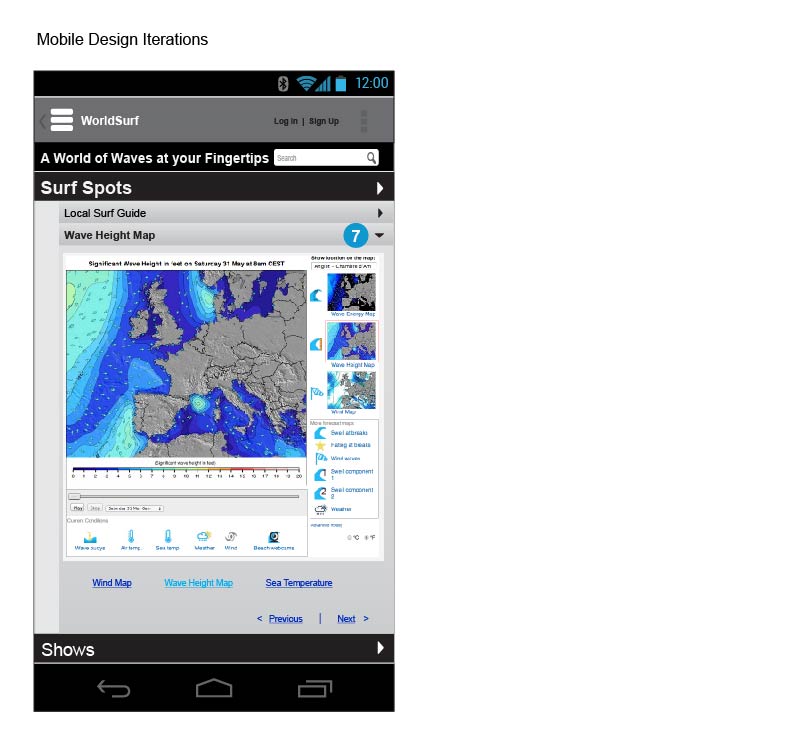 Mobile Design Iterations
12:00
WorldSurf
Log In | Sign Up
A World of Waves at your Fingertips
Search
Surf Spots
Local Surf Guide
Wave Height Map
7
Significant Wave Height in feet on Saturday 31 May at 8am CEST
Show location on the map:
Wave Energy Map
Wave Height Map
Wind Map
More forecast maps
Swell at breaks
Rating at breaks
Wind waves
Swell component
1
Swell component
2
Weather
°C °F
(Significant wave height in feet)
0 1 2 3 4 5 6 7 8 9 10 11 12 13 14 15 16 18 20
Play Stop
Current Conditions
Wave buoys Air temp. Sea temp. Weather Wind Beach webcams
Wind Map Wave Height Map Sea Temperature
< Previous | Next >
Shows